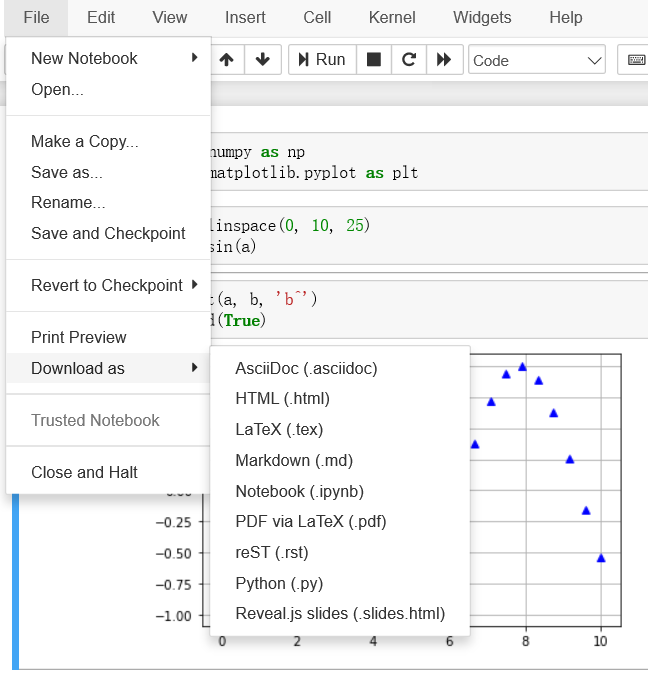 File Edit View Insert Cell Kernel Widgets Help
New Notebook
Run
Code
Open...
Make a Copy...
numpy as np
Save as...
matplotlib.pyplot as plt
Rename...
Save and Checkpoint
linspace(0, 10, 25)
sin(a)
Revert to Checkpoint
(a, b, 'b^')
(True)
Print Preview
Download as
AsciiDoc (.asciidoc)
HTML (.html)
Trusted Notebook
LaTeX (.tex)
Markdown (.md)
Close and Halt
Notebook (.ipynb)
PDF via LaTeX (.pdf)
reST (.rst)
Python (.py)
Reveal.js slides (.slides.html)
−0.25
−0.50
−0.75
−1.00
0 2 4 6 8 10